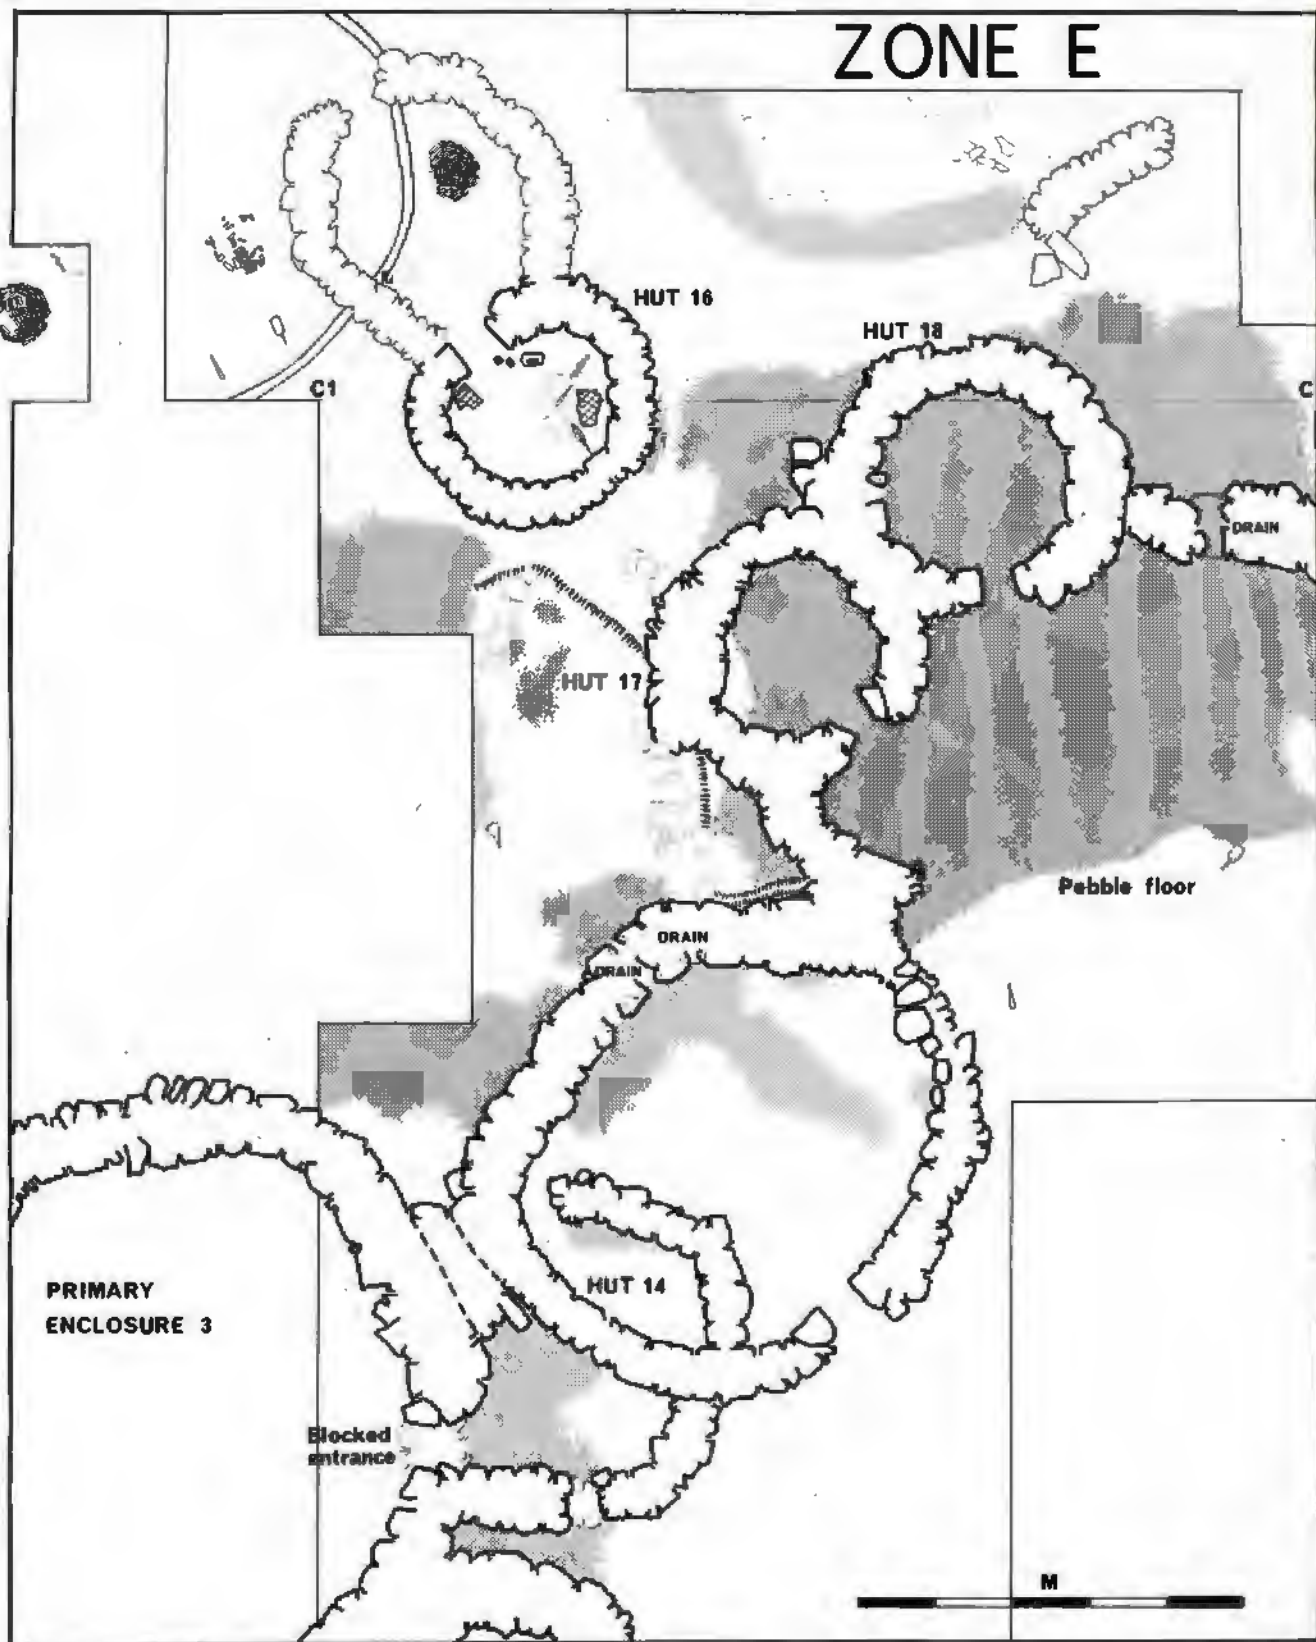 ZONE E
HUT 16
HUT 18
C1
C
DRAIN
HUT 17
Pebble floor
DRAIN
DRAIN
PRIMARY
ENCLOSURE 3
HUT 14
Blocked
entrance
M